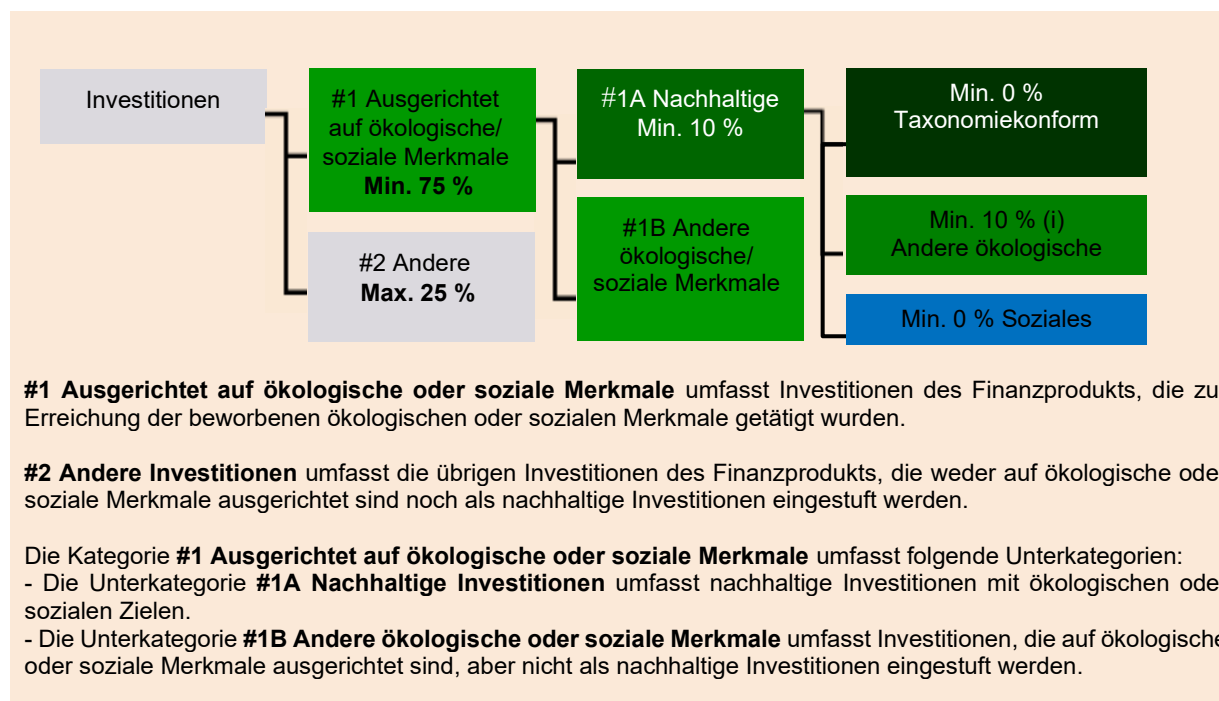 Investitionen
#1 Ausgerichtet
auf ökologische/
soziale Merkmale
Min. 75 %
#2 Andere
Max. 25 %
#1A Nachhaltige
Min. 10 %
#1B Andere
ökologische/
soziale Merkmale
Min. 0 %
Taxonomiekonform
Min. 10 % (i)
Andere ökologische
Min. 0 % Soziales
#1 Ausgerichtet auf ökologische oder soziale Merkmale umfasst Investitionen des Finanzprodukts, die zu
Erreichung der beworbenen ökologischen oder sozialen Merkmale getätigt wurden.
#2 Andere Investitionen umfasst die übrigen Investitionen des Finanzprodukts, die weder auf ökologische ode
soziale Merkmale ausgerichtet sind noch als nachhaltige Investitionen eingestuft werden.
Die Kategorie #1 Ausgerichtet auf ökologische oder soziale Merkmale umfasst folgende Unterkategorien:
- Die Unterkategorie #1A Nachhaltige Investitionen umfasst nachhaltige Investitionen mit ökologischen ode
sozialen Zielen.
- Die Unterkategorie #1B Andere ökologische oder soziale Merkmale umfasst Investitionen, die auf ökologische
oder soziale Merkmale ausgerichtet sind, aber nicht als nachhaltige Investitionen eingestuft werden.